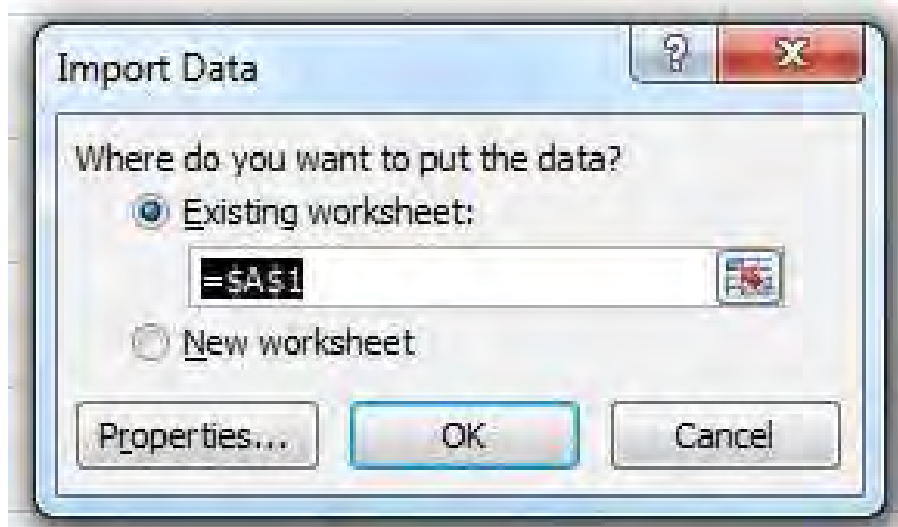 Import Data
Where do you want to put the data?
Existing worksheet:
=$A$1
New worksheet
Properties...
OK
Cancel